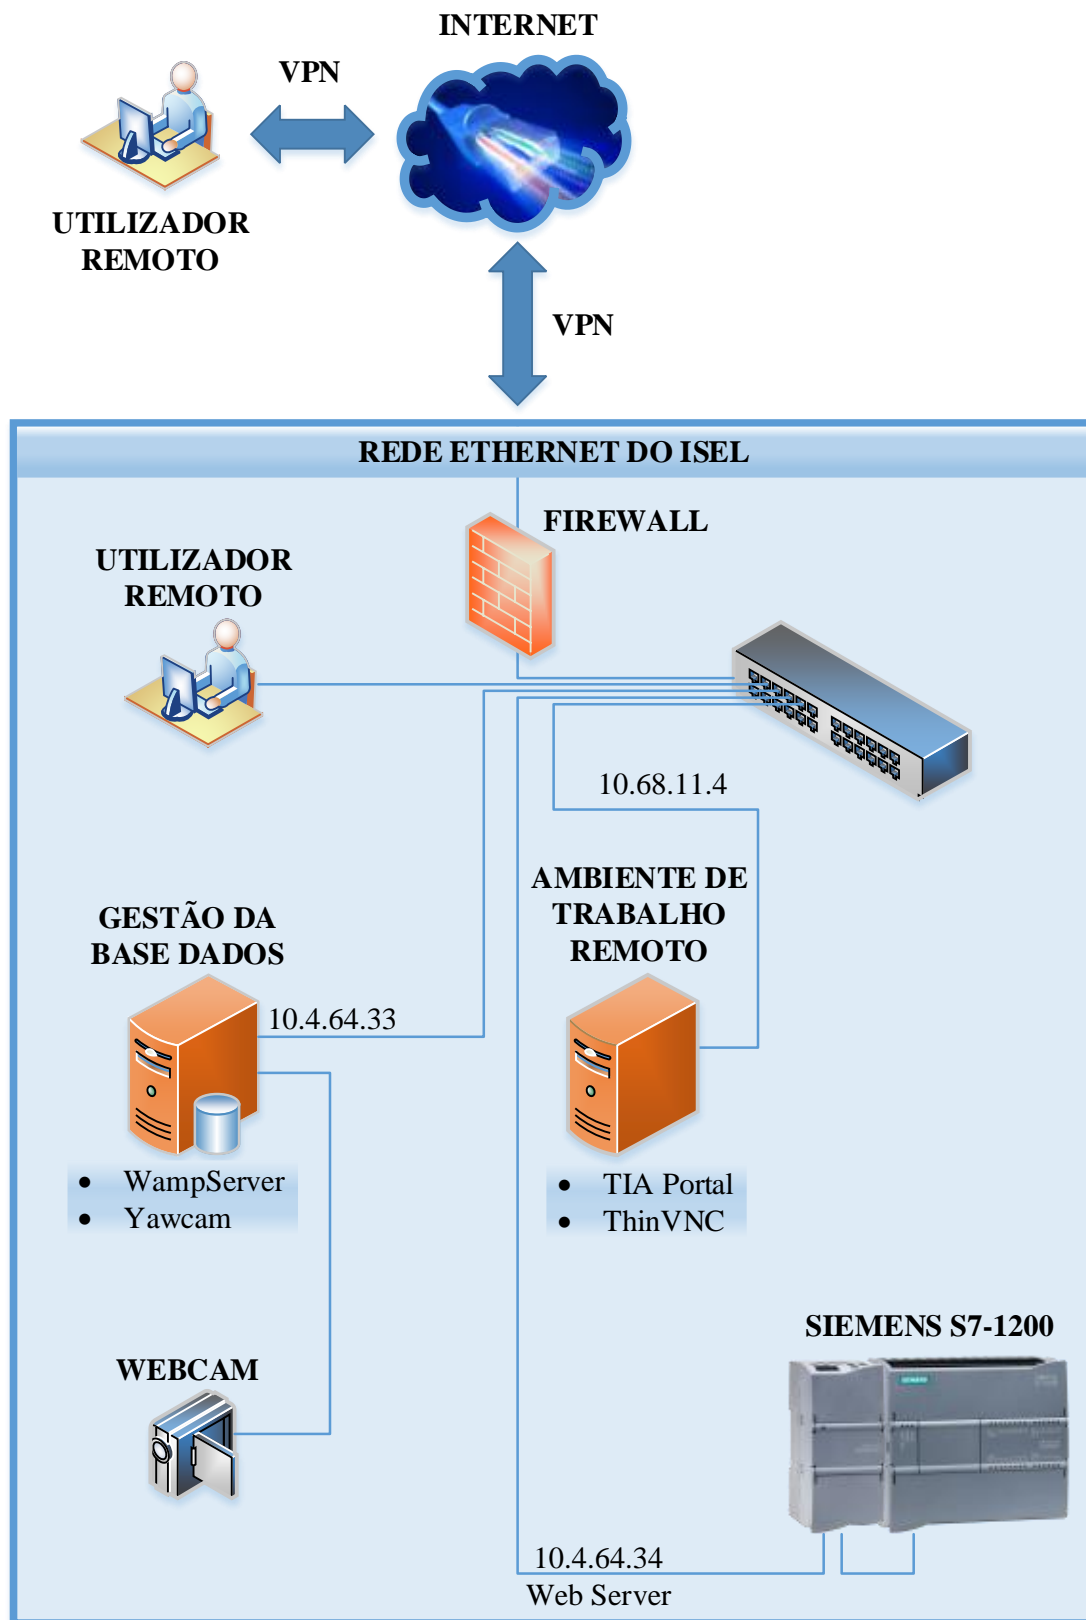 INTERNET
VPN
UTILIZADOR
REMOTO
VPN
REDE ETHERNET DO ISEL
FIREWALL
UTILIZADOR
REMOTO
10.68.11.4
AMBIENTE DE
TRABALHO
REMOTO
GESTÃO DA
BASE DADOS
10.4.64.33
• WampServer
• Yawcam
• TIA Portal
• ThinVNC
SIEMENS S7-1200
WEBCAM
SIEMENS
10.4.64.34
Web Server